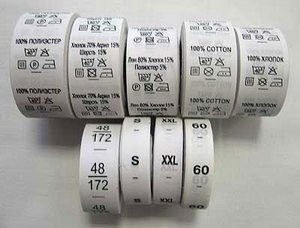 100% ПОЛИЭСТЕР
100% ПОЛИЭСТЕР
Хлопок 70% Акрил 15%
Шерсть 15%
Хлопок 70% Акрил 15%
Шерсть 15%
Лен 80% Хлопок 15%
Полиэстер 5%
Лен 80% Хлопок 15%
Полиэстер 5%
100% COTTON
100% COTTON
100% ХЛОПОК
100% ХЛОПОК
48
172
48
172
S
S
XXL
XXL
60
60